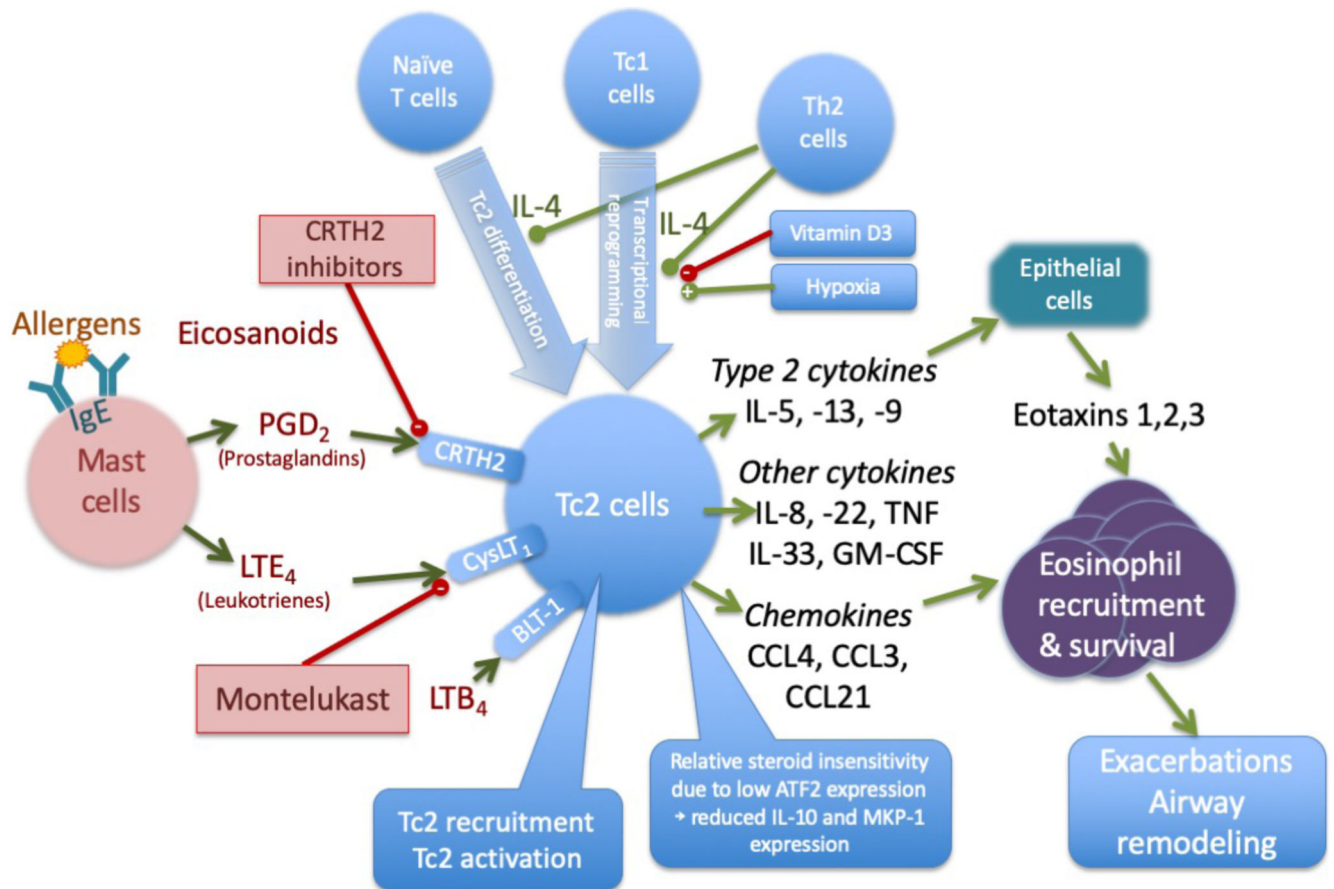 Naïve
T cells
Tc1
cells
Th2
cells
Tc2 differentiation
IL-4
Transcriptional
reprogramming
IL-4
Vitamin D3
-
+
Hypoxia
CRTH2
inhibitors
Epithelial
cells
Allergens
IgE
Eicosanoids
Mast
cells
PGD2
(Prostaglandins)
-
CRTH2
LTE4
(Leukotrienes)
CysLT1
-
BLT-1
LTB4
Montelukast
Tc2 cells
Type 2 cytokines
IL-5, -13, -9
Other cytokines
IL-8, -22, TNF
IL-33, GM-CSF
Chemokines
CCL4, CCL3,
CCL21
Eotaxins 1,2,3
Eosinophil
recruitment
& survival
Tc2 recruitment
Tc2 activation
Relative steroid insensitivity
due to low ATF2 expression
→ reduced IL-10 and MKP-1
expression
Exacerbations
Airway
remodeling